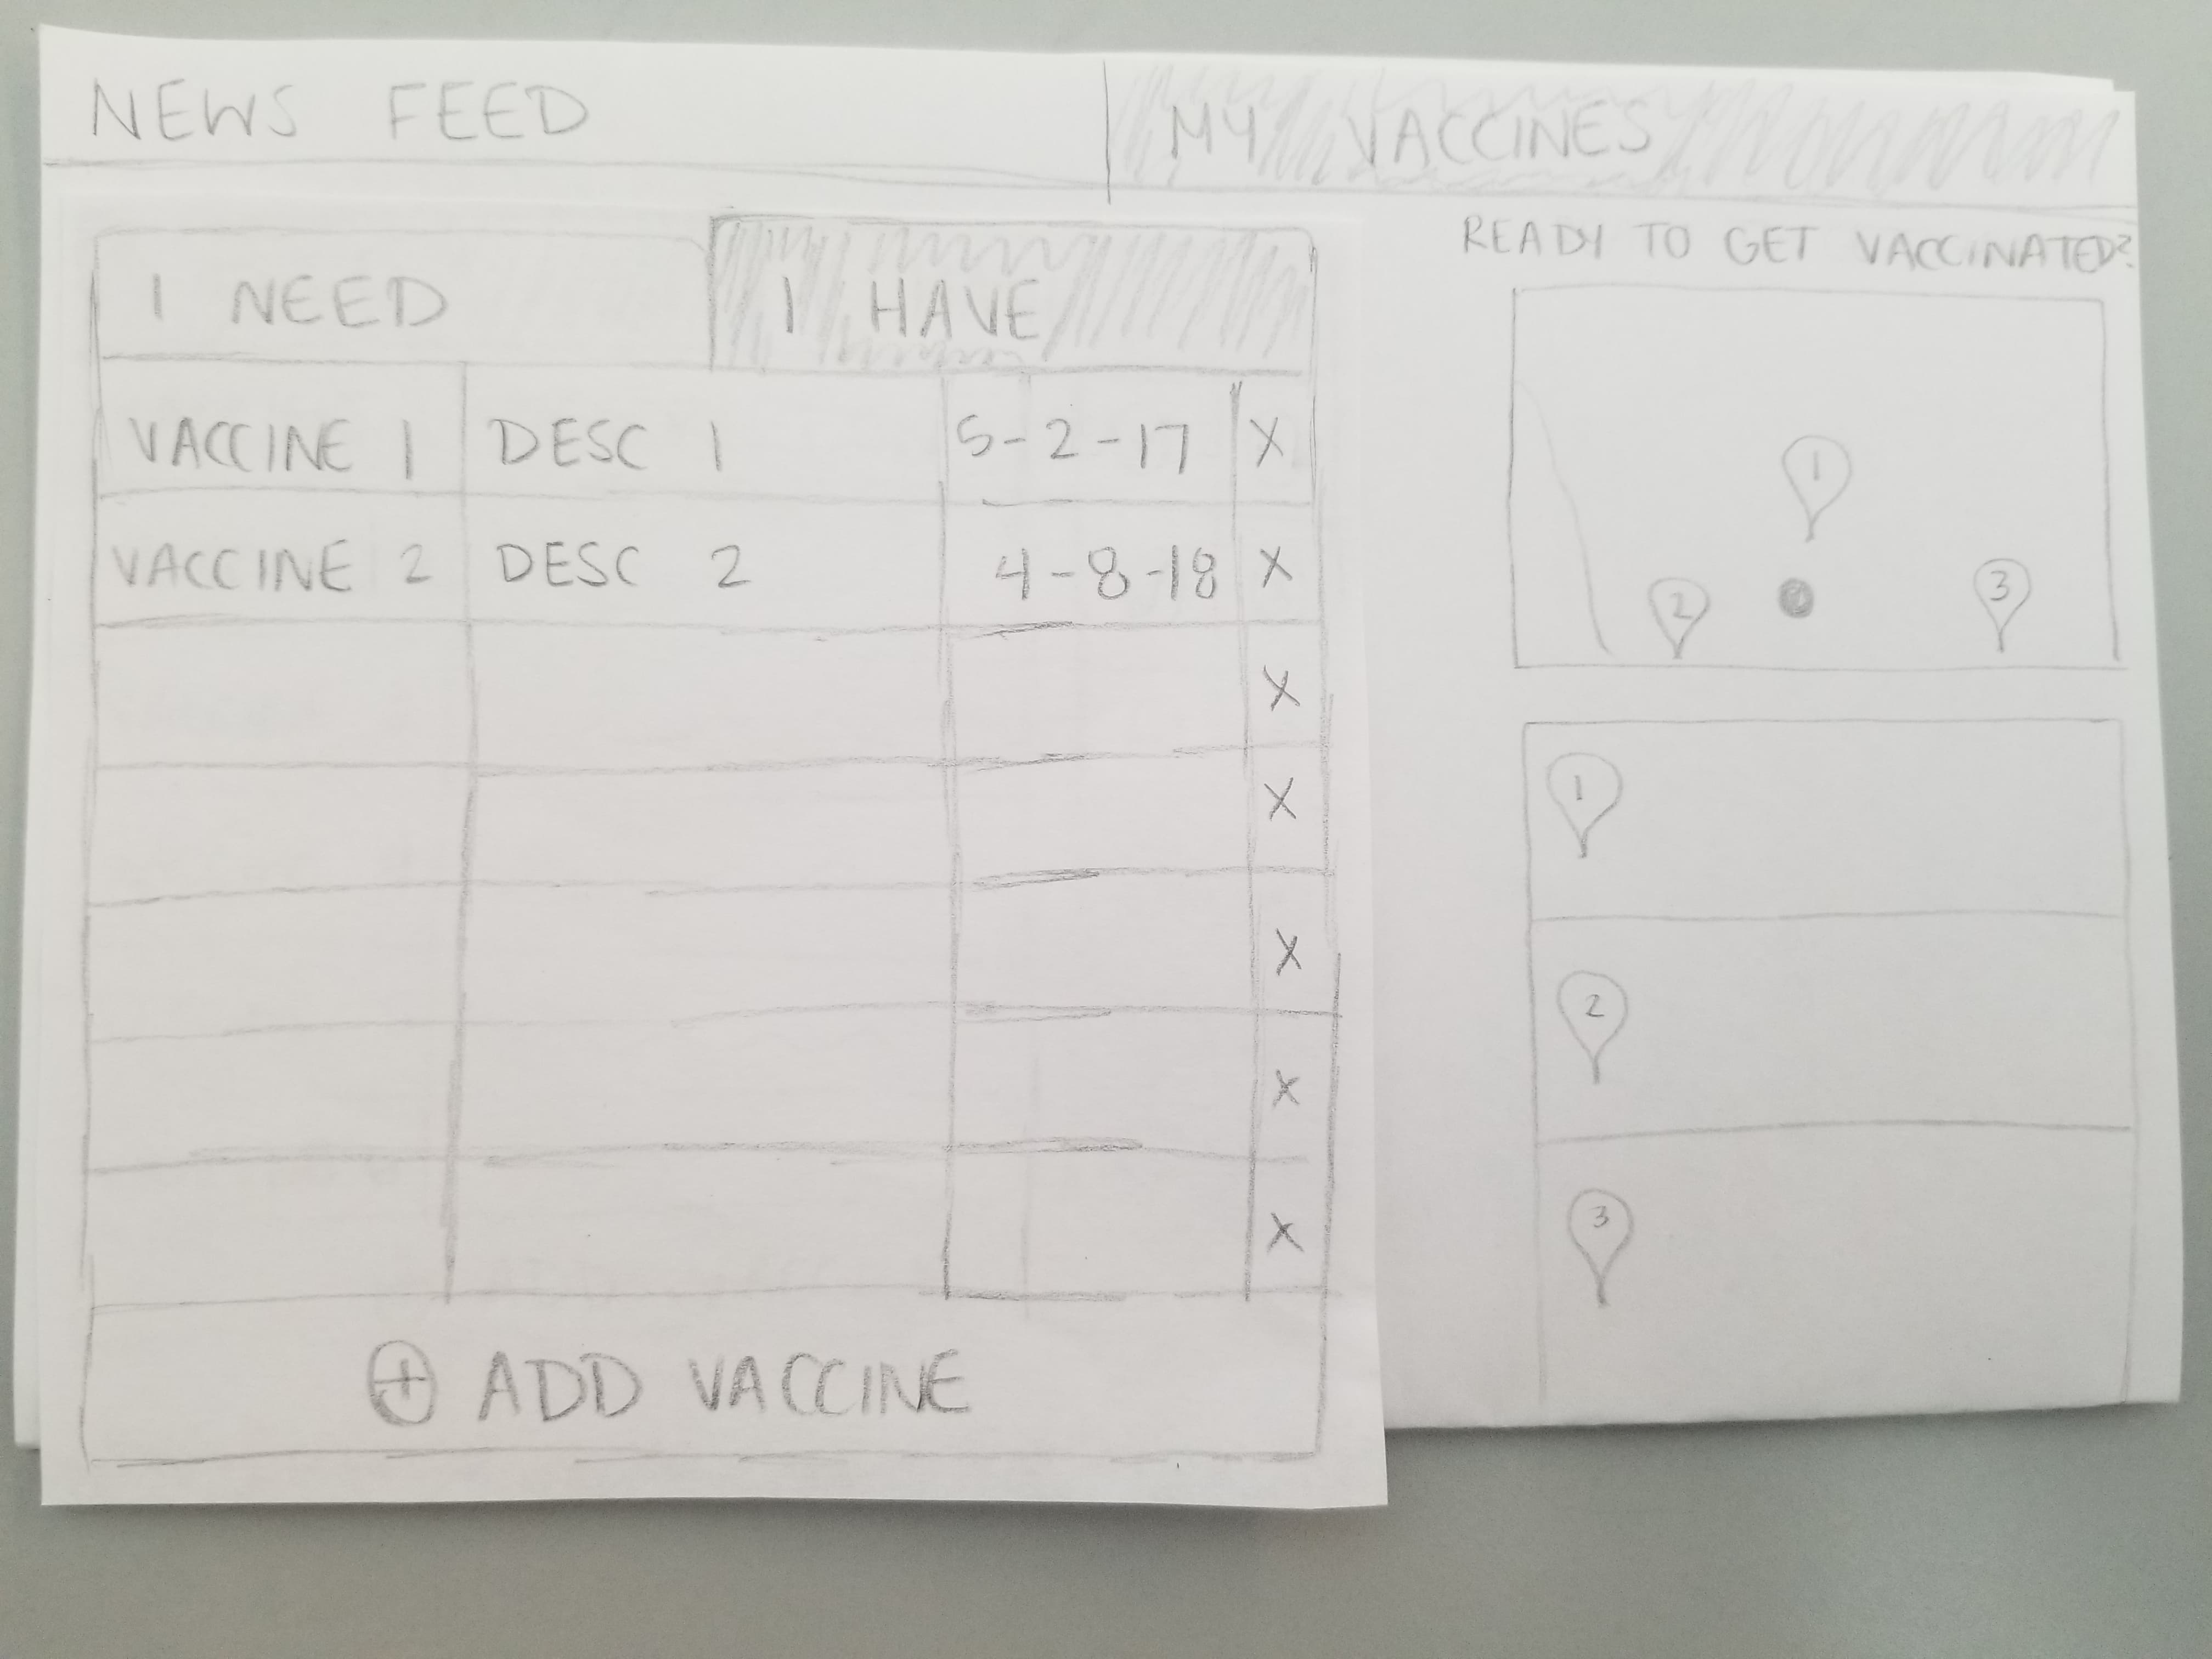 NEWS FEED
MY VACCINES
I NEED
I HAVE
VACCINE 1 DESC 1 5-2-17 X
VACCINE 2 DESC 2 4-8-18 X
X
X
X
X
X
+ ADD VACCINE
READY TO GET VACCINATED?
1
2
3
1
2
3